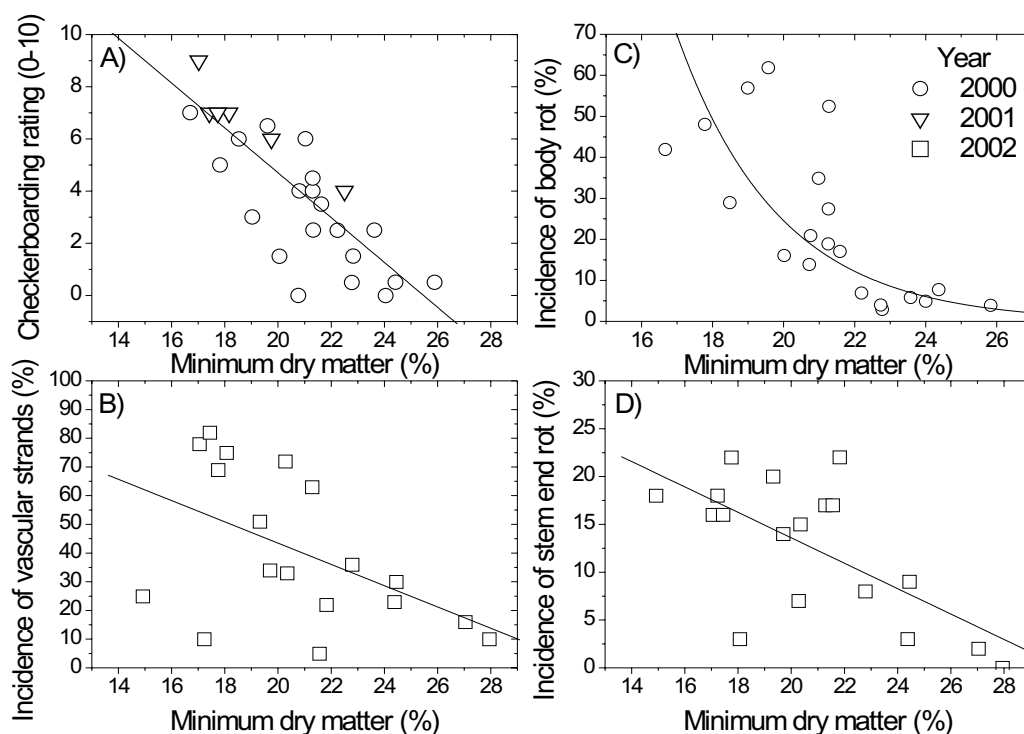 A)
Checkerboarding rating (0-10)
10
8
6
4
2
0
14 16 18 20 22 24 26 28
Minimum dry matter (%)
C)
Year
2000
2001
2002
Incidence of body rot (%)
70
60
50
40
30
20
10
0
16 18 20 22 24 26
Minimum dry matter (%)
B)
Incidence of vascular strands (%)
100
90
80
70
60
50
40
30
20
10
0
14 16 18 20 22 24 26 28
Minimum dry matter (%)
D)
Incidence of stem end rot (%)
30
25
20
15
10
5
0
14 16 18 20 22 24 26 28
Minimum dry matter (%)